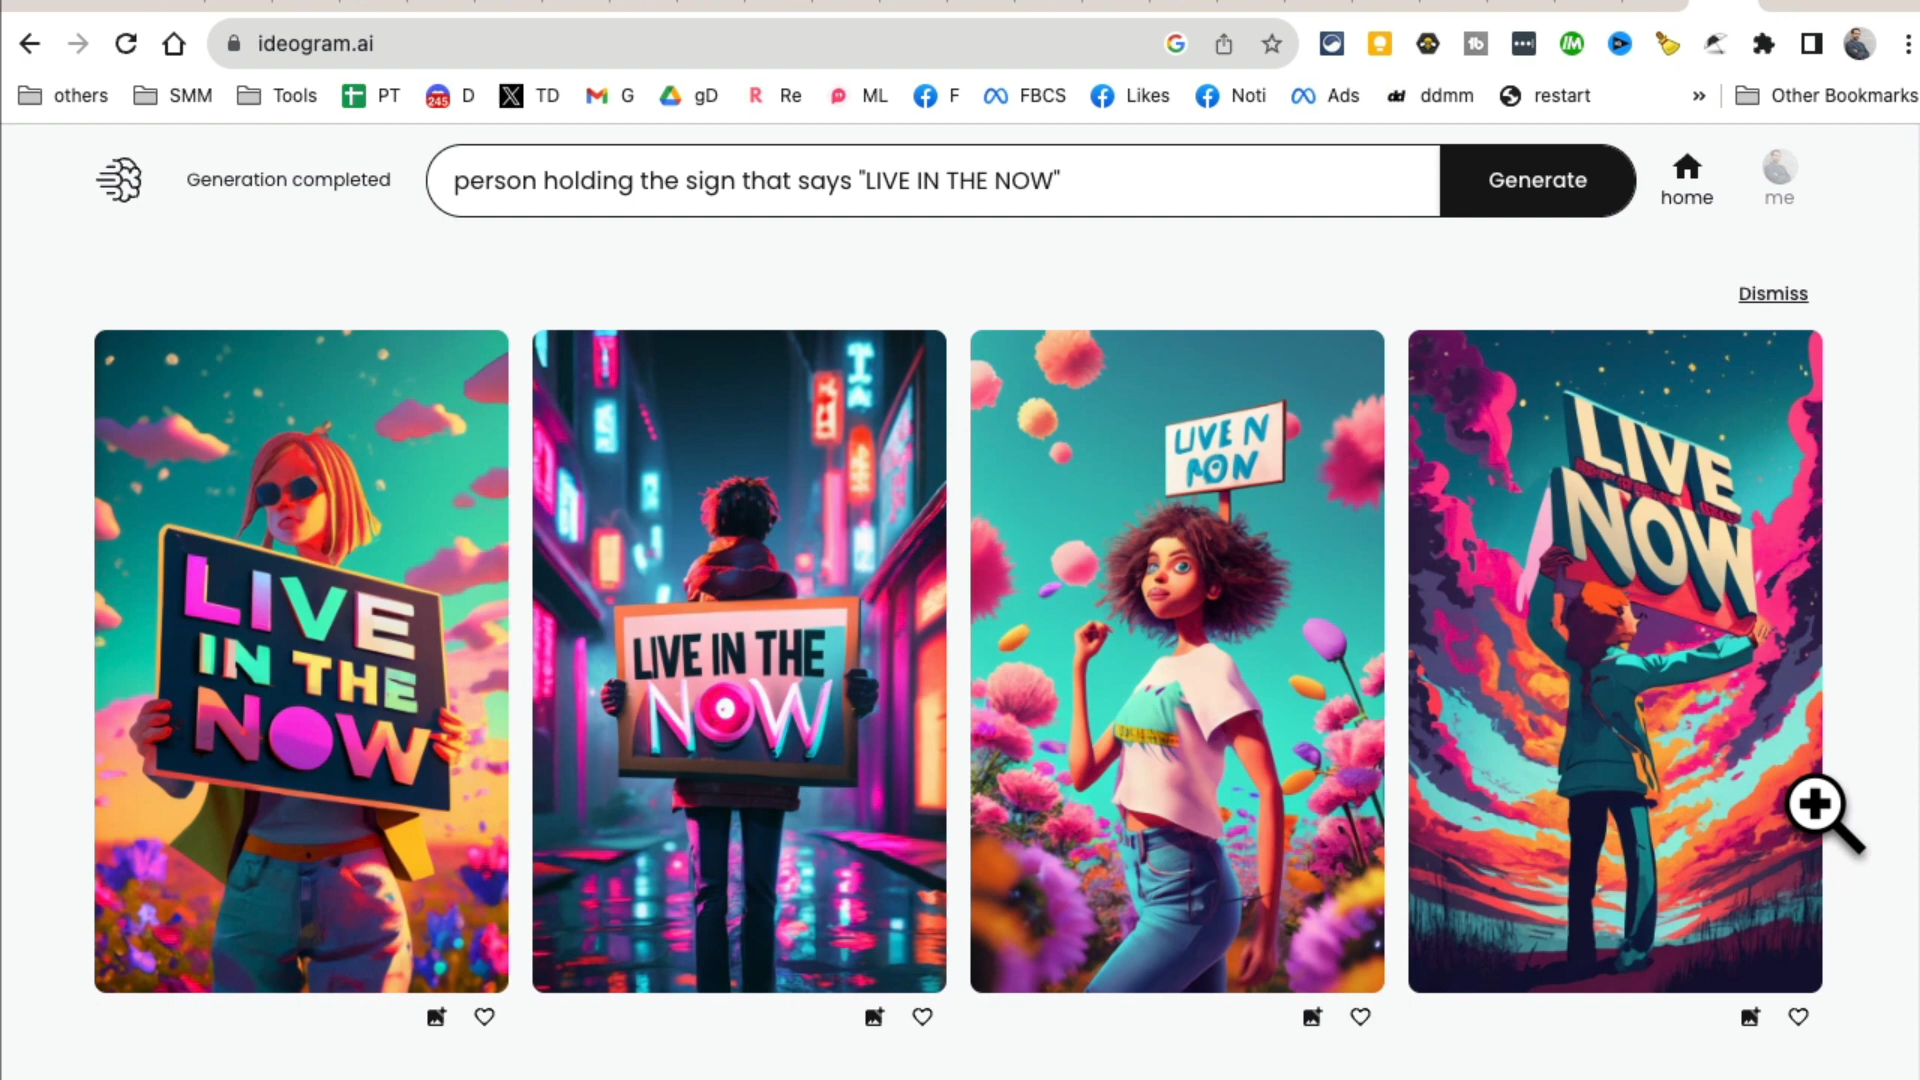 ideogram.ai
others SMM Tools PT 245 D TD G gD Re ML F FBCS Likes Noti Ads ddmm restart » Other Bookmarks
Generation completed
person holding the sign that says "LIVE IN THE NOW"
Generate
home
me
Dismiss
LIVE
IN THE
NOW
LIVE IN THE
NOW
LIVE N
NON
LIVE
NOW